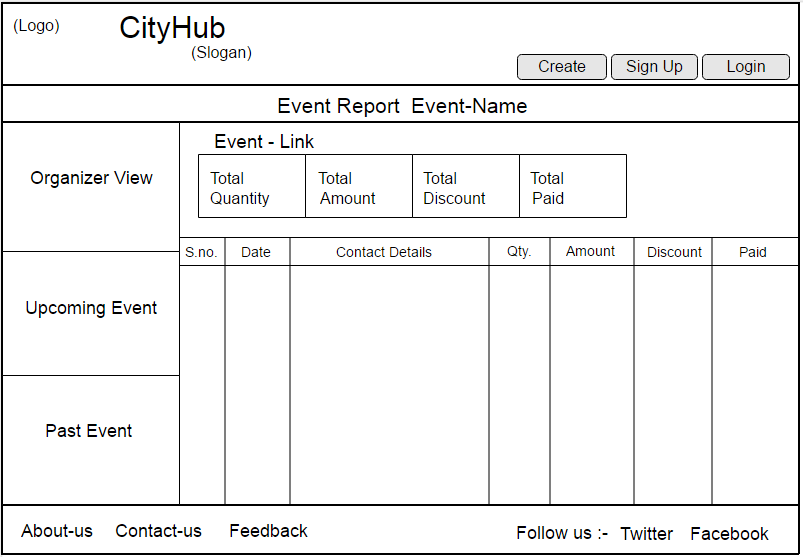 (Logo) CityHub
(Slogan)
Create Sign Up Login
Event Report Event-Name
Organizer View
Upcoming Event
Past Event
Event - Link
Total Quantity
Total Amount
Total Discount
Total Paid
S.no. Date Contact Details Qty. Amount Discount Paid
About-us Contact-us Feedback Follow us :- Twitter Facebook